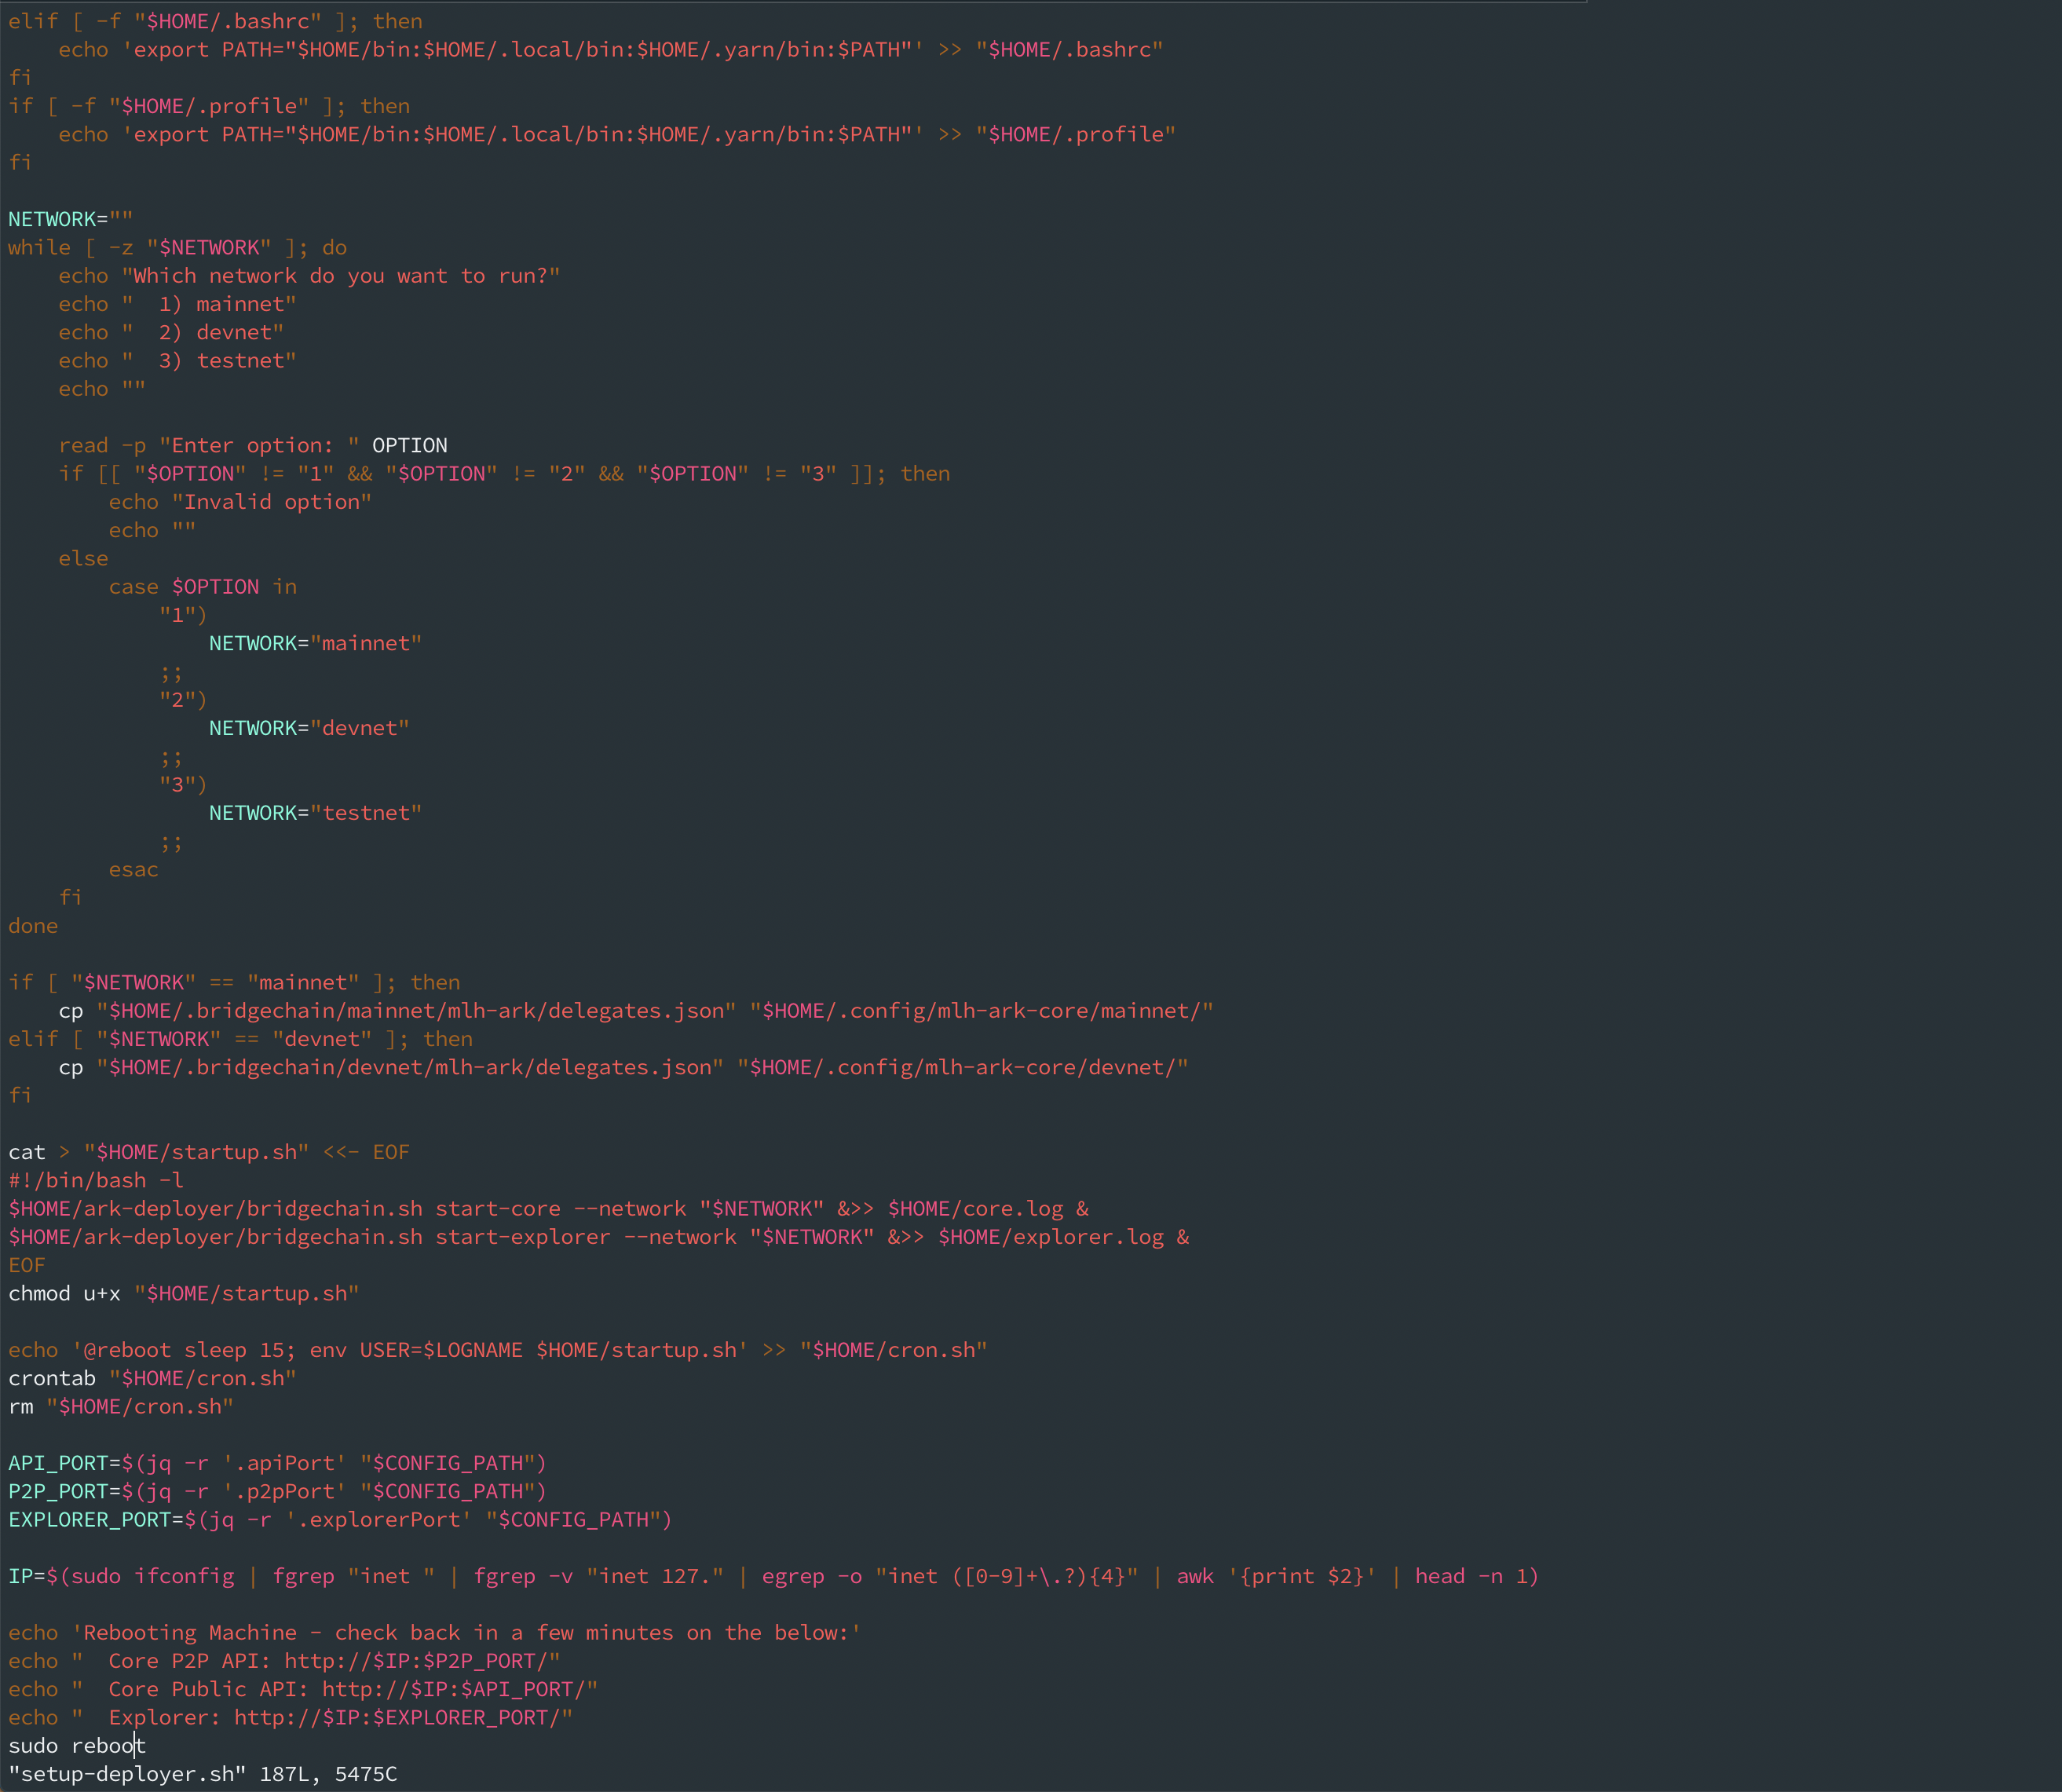 elif [ -f "$HOME/.bashrc" ]; then
    echo 'export PATH="$HOME/bin:$HOME/.local/bin:$HOME/.yarn/bin:$PATH"' >> "$HOME/.bashrc"
fi
if [ -f "$HOME/.profile" ]; then
    echo 'export PATH="$HOME/bin:$HOME/.local/bin:$HOME/.yarn/bin:$PATH"' >> "$HOME/.profile"
fi

NETWORK=""
while [ -z "$NETWORK" ]; do
    echo "Which network do you want to run?"
    echo "  1) mainnet"
    echo "  2) devnet"
    echo "  3) testnet"
    echo ""

    read -p "Enter option: " OPTION
    if [[ "$OPTION" != "1" && "$OPTION" != "2" && "$OPTION" != "3" ]]; then
        echo "Invalid option"
        echo ""
    else
        case $OPTION in
            "1")
                NETWORK="mainnet"
            ;;
            "2")
                NETWORK="devnet"
            ;;
            "3")
                NETWORK="testnet"
            ;;
        esac
    fi
done

if [ "$NETWORK" == "mainnet" ]; then
    cp "$HOME/.bridgechain/mainnet/mlh-ark/delegates.json" "$HOME/.config/mlh-ark-core/mainnet/"
elif [ "$NETWORK" == "devnet" ]; then
    cp "$HOME/.bridgechain/devnet/mlh-ark/delegates.json" "$HOME/.config/mlh-ark-core/devnet/"
fi

cat > "$HOME/startup.sh" <<- EOF
#!/bin/bash -l
$HOME/ark-deployer/bridgechain.sh start-core --network "$NETWORK" &>> $HOME/core.log &
$HOME/ark-deployer/bridgechain.sh start-explorer --network "$NETWORK" &>> $HOME/explorer.log &
EOF
chmod u+x "$HOME/startup.sh"

echo '@reboot sleep 15; env USER=$LOGNAME $HOME/startup.sh' >> "$HOME/cron.sh"
crontab "$HOME/cron.sh"
rm "$HOME/cron.sh"

API_PORT=$(jq -r '.apiPort' "$CONFIG_PATH")
P2P_PORT=$(jq -r '.p2pPort' "$CONFIG_PATH")
EXPLORER_PORT=$(jq -r '.explorerPort' "$CONFIG_PATH")

IP=$(sudo ifconfig | fgrep "inet " | fgrep -v "inet 127." | egrep -o "inet ([0-9]+\.?){4}" | awk '{print $2}' | head -n 1)

echo 'Rebooting Machine - check back in a few minutes on the below:'
echo "  Core P2P API: http://$IP:$P2P_PORT/"
echo "  Core Public API: http://$IP:$API_PORT/"
echo "  Explorer: http://$IP:$EXPLORER_PORT/"
sudo reboot
"setup-deployer.sh" 187L, 5475C